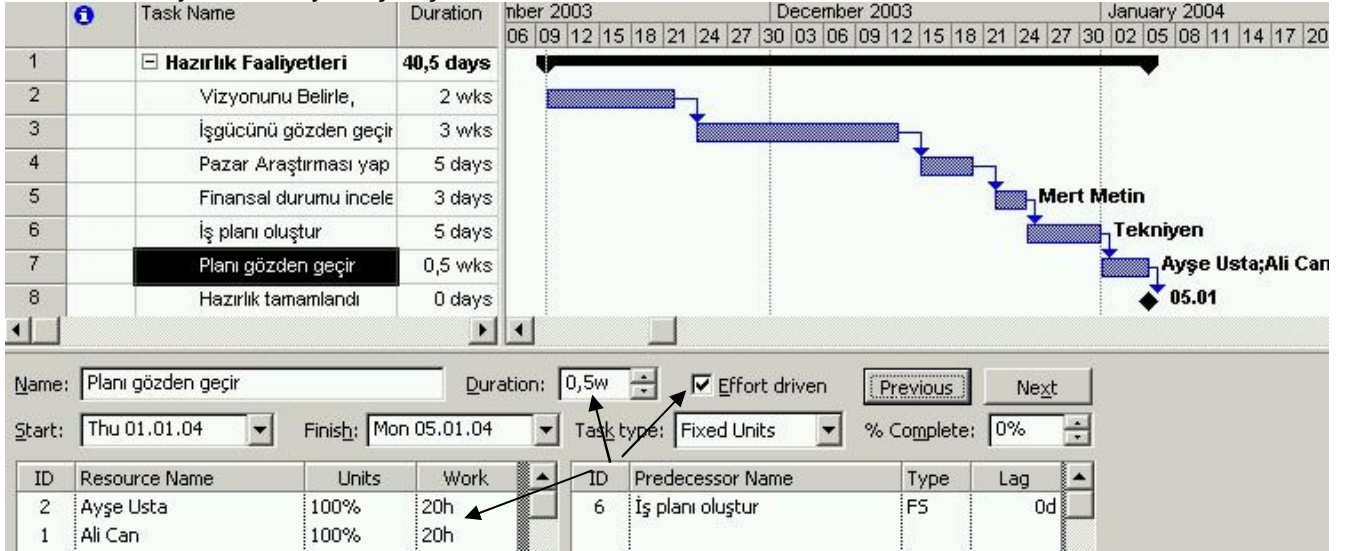 Task Name Duration nber 2003 December 2003 January 2004
06 09 12 15 18 21 24 27 30 03 06 09 12 15 18 21 24 27 30 02 05 08 11 14 17 20
1 Hazırlık Faaliyetleri 40,5 days
2 Vizyonunu Belirle, 2 wks
3 İşgücünü gözden geçir 3 wks
4 Pazar Araştırması yap 5 days
5 Finansal durumu incele 3 days Mert Metin
6 İş planı oluştur 5 days Tekniyen
7 Planı gözden geçir 0,5 wks Ayşe Usta;Ali Can
8 Hazırlık tamamlandı 0 days 05.01
Name: Planı gözden geçir Duration: 0,5w Effort driven Previous Next
Start: Thu 01.01.04 Finish: Mon 05.01.04 Task type: Fixed Units % Complete: 0%
ID Resource Name Units Work ID Predecessor Name Type Lag
2 Ayşe Usta 100% 20h 6 İş planı oluştur FS 0d
1 Ali Can 100% 20h